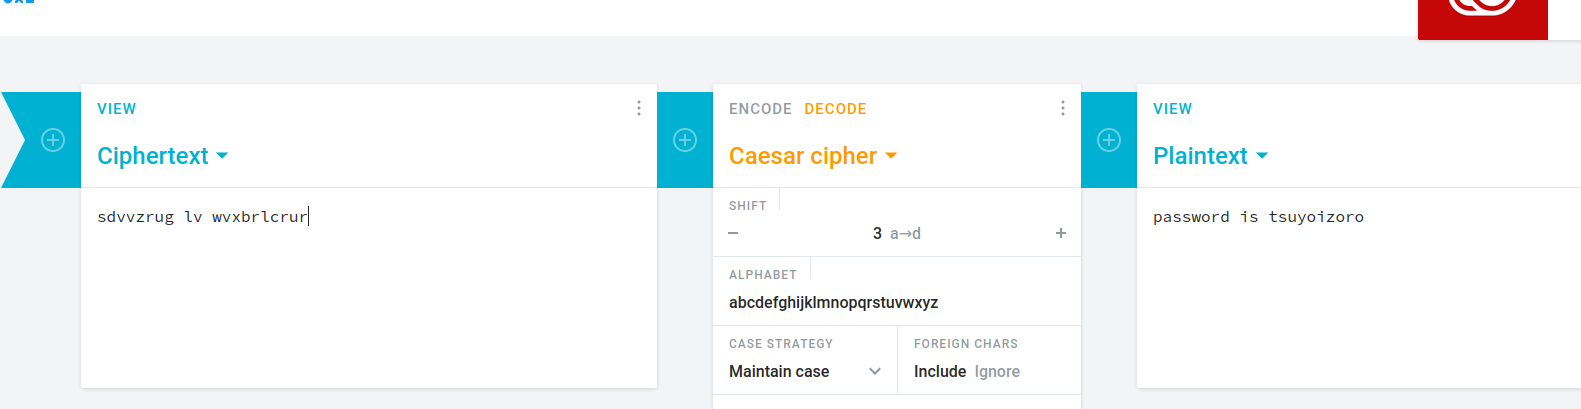 VIEW
Ciphertext
sdvvzrug lv wvxbrlcrur
ENCODE DECODE
Caesar cipher
SHIFT
− 3 a→d +
ALPHABET
abcdefghijklmnopqrstuvwxyz
CASE STRATEGY
Maintain case
FOREIGN CHARS
Include Ignore
VIEW
Plaintext
password is tsuyoizoro